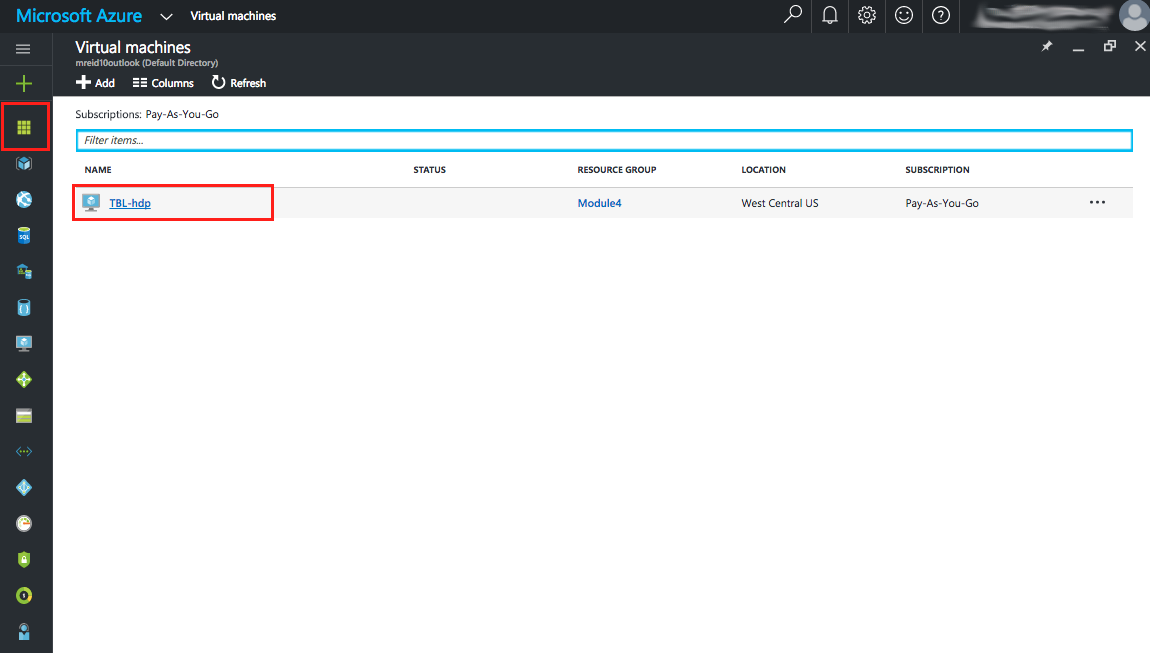 Microsoft Azure Virtual machines
Virtual machines
mreid10outlook (Default Directory)
Add Columns Refresh
Subscriptions: Pay-As-You-Go
Filter items...
NAME STATUS RESOURCE GROUP LOCATION SUBSCRIPTION
TBL-hdp Module4 West Central US Pay-As-You-Go ...
SQL